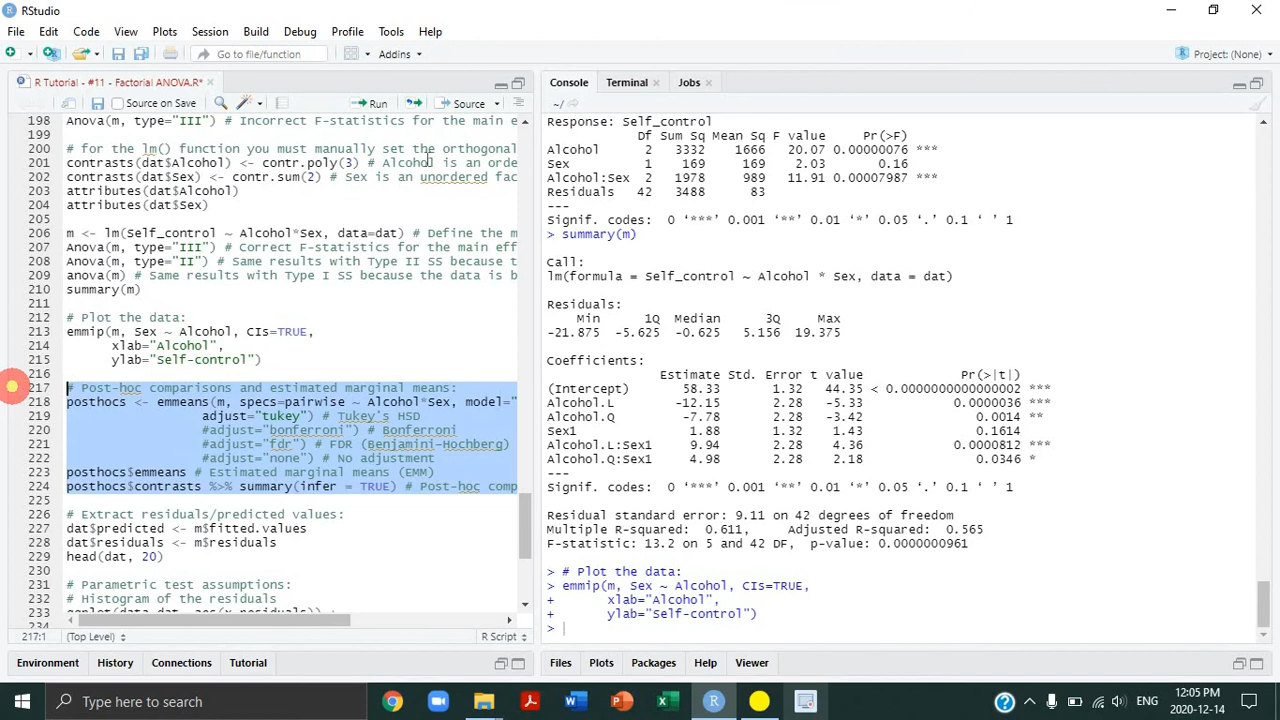 RStudio
File Edit Code View Plots Session Build Debug Profile Tools Help
Go to file/function Addins Project: (None)
R Tutorial - #11 - Factorial ANOVA.R*
Source on Save Run Source
198 Anova(m, type="III") # Incorrect F-statistics for the main e
199
200 # for the lm() function you must manually set the orthogonal
201 contrasts(dat$Alcohol) <- contr.poly(3) # Alcohol is an orde
202 contrasts(dat$Sex) <- contr.sum(2) # Sex is an unordered fac
203 attributes(dat$Alcohol)
204 attributes(dat$Sex)
205
206 m <- lm(Self_control ~ Alcohol*Sex, data=dat) # Define the m
207 Anova(m, type="III") # Correct F-statistics for the main eff
208 Anova(m, type="II") # Same results with Type II SS because t
209 anova(m) # Same results with Type I SS because the data is b
210 summary(m)
211
212 # Plot the data:
213 emmip(m, Sex ~ Alcohol, CIs=TRUE,
214 xlab="Alcohol",
215 ylab="Self-control")
216
217 # Post-hoc comparisons and estimated marginal means:
218 posthocs <- emmeans(m, specs=pairwise ~ Alcohol*Sex, model="
219 adjust="tukey") # Tukey's HSD
220 #adjust="bonferroni") # Bonferroni
221 #adjust="fdr") # FDR (Benjamini-Hochberg)
222 #adjust="none") # No adjustment
223 posthocs$emmeans # Estimated marginal means (EMM)
224 posthocs$contrasts %>% summary(infer = TRUE) # Post-hoc comp
225
226 # Extract residuals/predicted values:
227 dat$predicted <- m$fitted.values
228 dat$residuals <- m$residuals
229 head(dat, 20)
230
231 # Parametric test assumptions:
232 # Histogram of the residuals
233 ggplot(data=dat, aes(x=residuals)) +
234
217:1 (Top Level) R Script
Environment History Connections Tutorial
Console Terminal Jobs
~/
Response: Self_control
Df Sum Sq Mean Sq F value Pr(>F)
Alcohol 2 3332 1666 20.07 0.00000076 ***
Sex 1 169 169 2.03 0.16
Alcohol:Sex 2 1978 989 11.91 0.00007987 ***
Residuals 42 3488 83
---
Signif. codes: 0 ‘***’ 0.001 ‘**’ 0.01 ‘*’ 0.05 ‘.’ 0.1 ‘ ’ 1
> summary(m)
Call:
lm(formula = Self_control ~ Alcohol * Sex, data = dat)
Residuals:
Min 1Q Median 3Q Max
-21.875 -5.625 -0.625 5.156 19.375
Coefficients:
Estimate Std. Error t value Pr(>|t|)
(Intercept) 58.33 1.32 44.35 < 0.0000000000000002 ***
Alcohol.L -12.15 2.28 -5.33 0.0000036 ***
Alcohol.Q -7.78 2.28 -3.42 0.0014 **
Sex1 1.88 1.32 1.43 0.1614
Alcohol.L:Sex1 9.94 2.28 4.36 0.0000812 ***
Alcohol.Q:Sex1 4.98 2.28 2.18 0.0346 *
---
Signif. codes: 0 ‘***’ 0.001 ‘**’ 0.01 ‘*’ 0.05 ‘.’ 0.1 ‘ ’ 1
Residual standard error: 9.11 on 42 degrees of freedom
Multiple R-squared: 0.611, Adjusted R-squared: 0.565
F-statistic: 13.2 on 5 and 42 DF, p-value: 0.0000000961
> # Plot the data:
> emmip(m, Sex ~ Alcohol, CIs=TRUE,
+ xlab="Alcohol",
+ ylab="Self-control")
>
Files Plots Packages Help Viewer
Type here to search
ENG
12:05 PM
2020-12-14